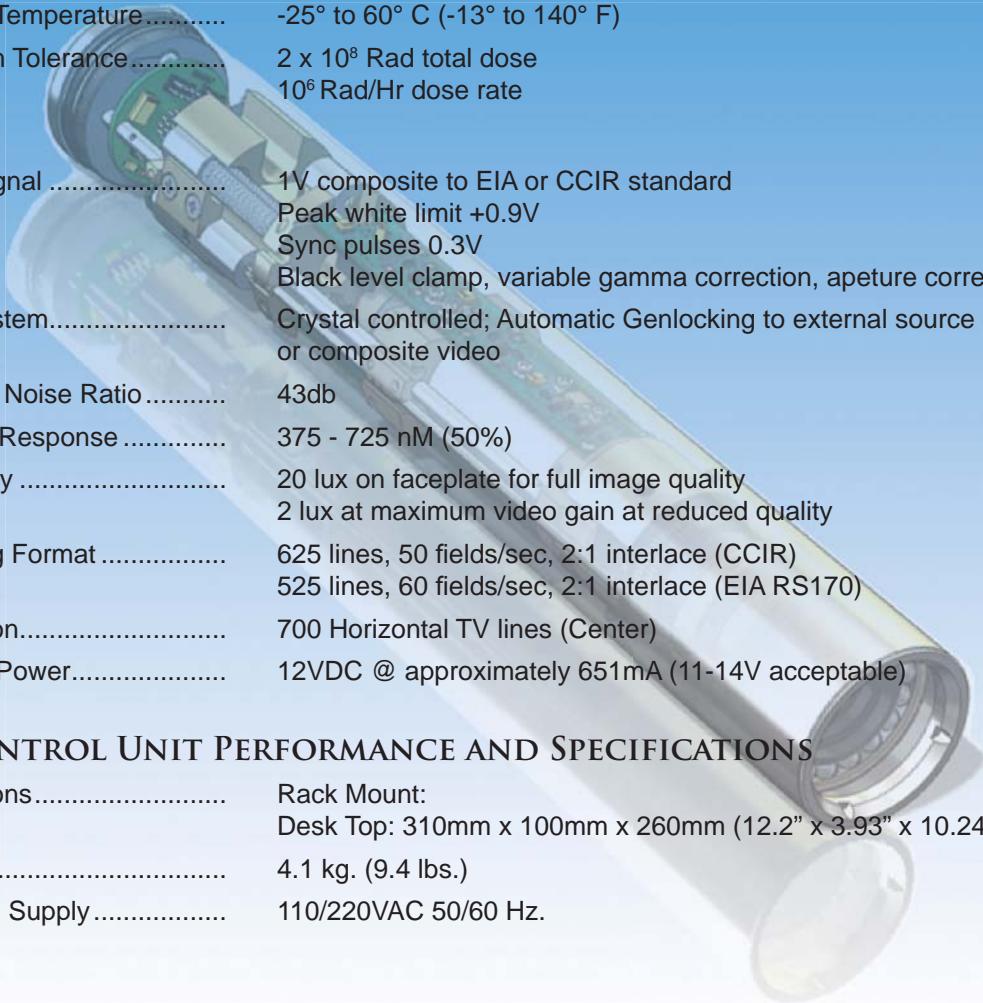 Temperature........... -25° to 60° C (-13° to 140° F)
n Tolerance............. 2 x 10⁸ Rad total dose
10⁶ Rad/Hr dose rate
gnal ........................ 1V composite to EIA or CCIR standard
Peak white limit +0.9V
Sync pulses 0.3V
Black level clamp, variable gamma correction, apeture corre
stem........................ Crystal controlled; Automatic Genlocking to external source
or composite video
Noise Ratio........... 43db
Response .............. 375 - 725 nM (50%)
y ............................ 20 lux on faceplate for full image quality
2 lux at maximum video gain at reduced quality
g Format ................. 625 lines, 50 fields/sec, 2:1 interlace (CCIR)
525 lines, 60 fields/sec, 2:1 interlace (EIA RS170)
on............................ 700 Horizontal TV lines (Center)
Power..................... 12VDC @ approximately 651mA (11-14V acceptable)
NTROL UNIT PERFORMANCE AND SPECIFICATIONS
ons.......................... Rack Mount:
Desk Top: 310mm x 100mm x 260mm (12.2” x 3.93” x 10.24
............................... 4.1 kg. (9.4 lbs.)
Supply.................. 110/220VAC 50/60 Hz.